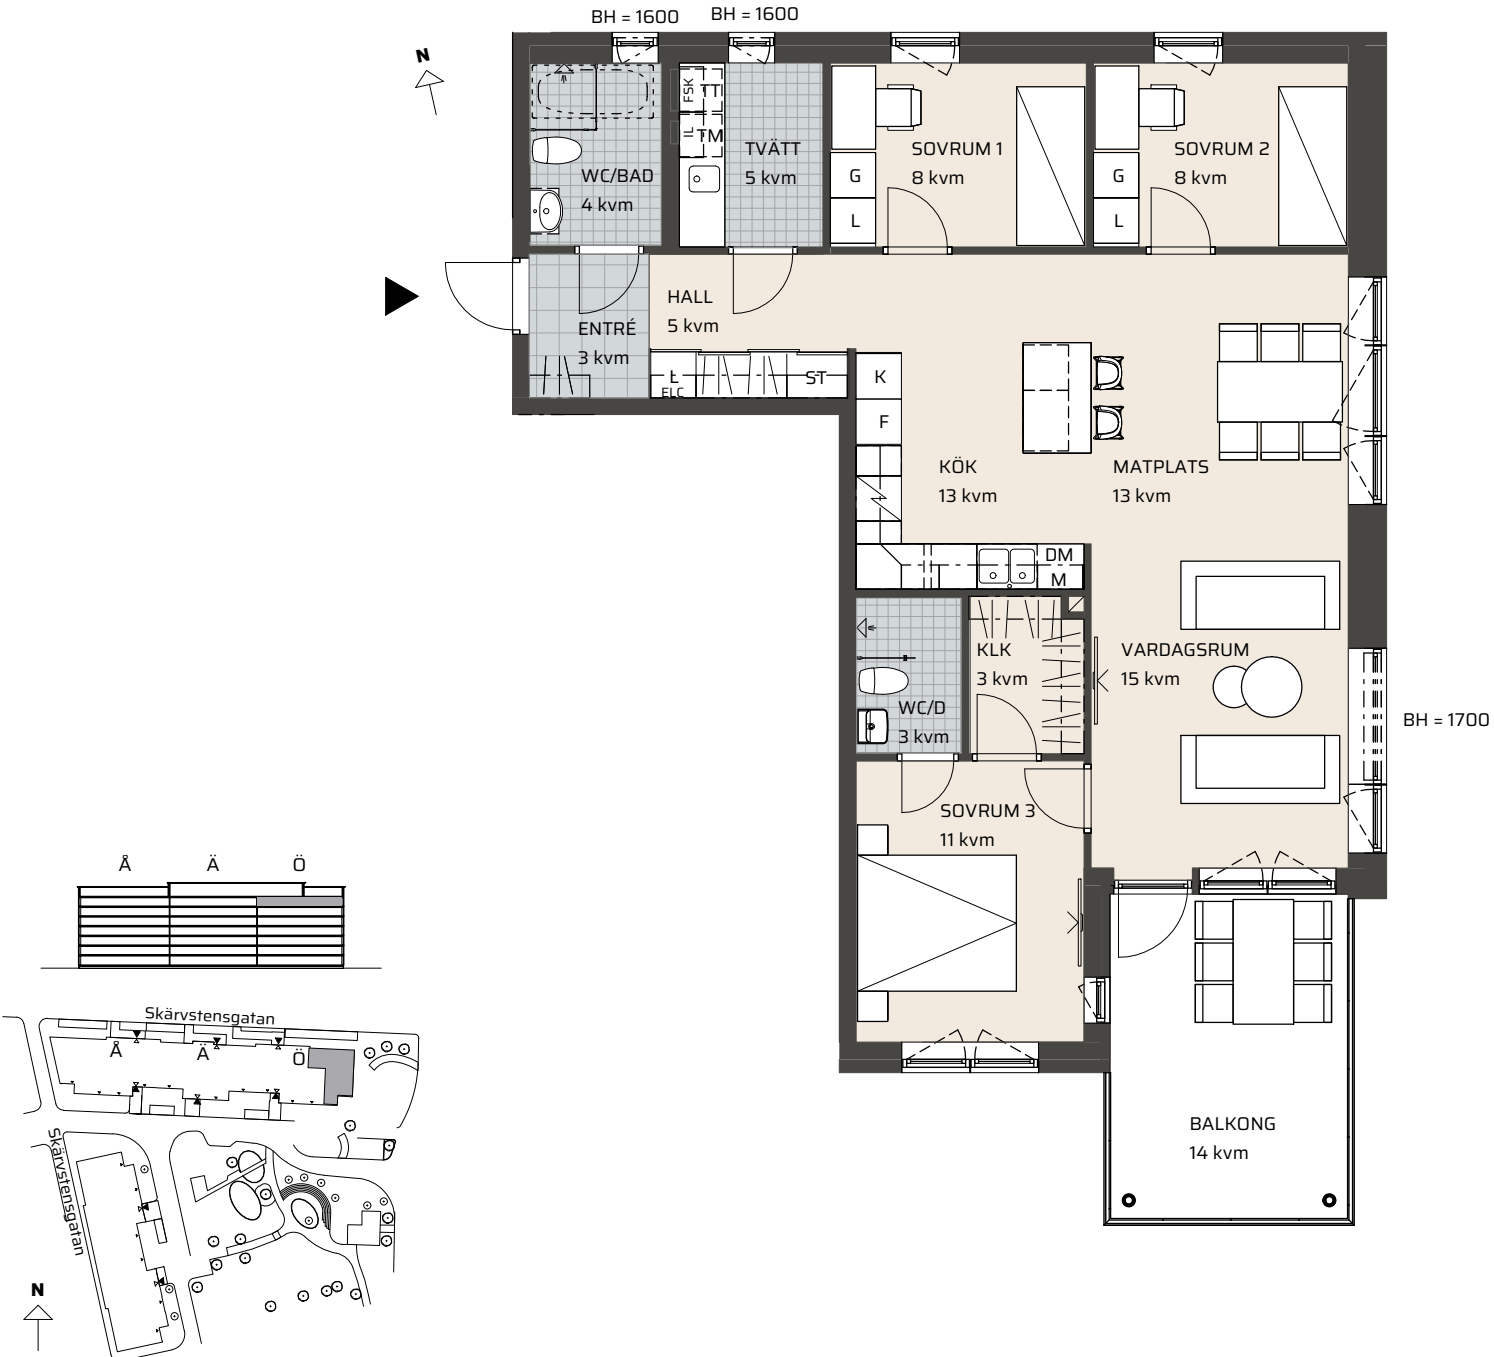 BH = 1600
BH = 1600
N
FSK
TT
IL
TM
TVÄTT
5 kvm
WC/BAD
4 kvm
SOVRUM 1
8 kvm
G
L
SOVRUM 2
8 kvm
G
L
HALL
5 kvm
ENTRÉ
3 kvm
L
ELC
ST
K
F
KÖK
13 kvm
MATPLATS
13 kvm
DM
M
KLK
3 kvm
VARDAGSRUM
15 kvm
WC/D
3 kvm
BH = 1700
SOVRUM 3
11 kvm
BALKONG
14 kvm
Å Ä Ö
Skärvstensgatan
Å Ä Ö
Skärvstensgatan
N